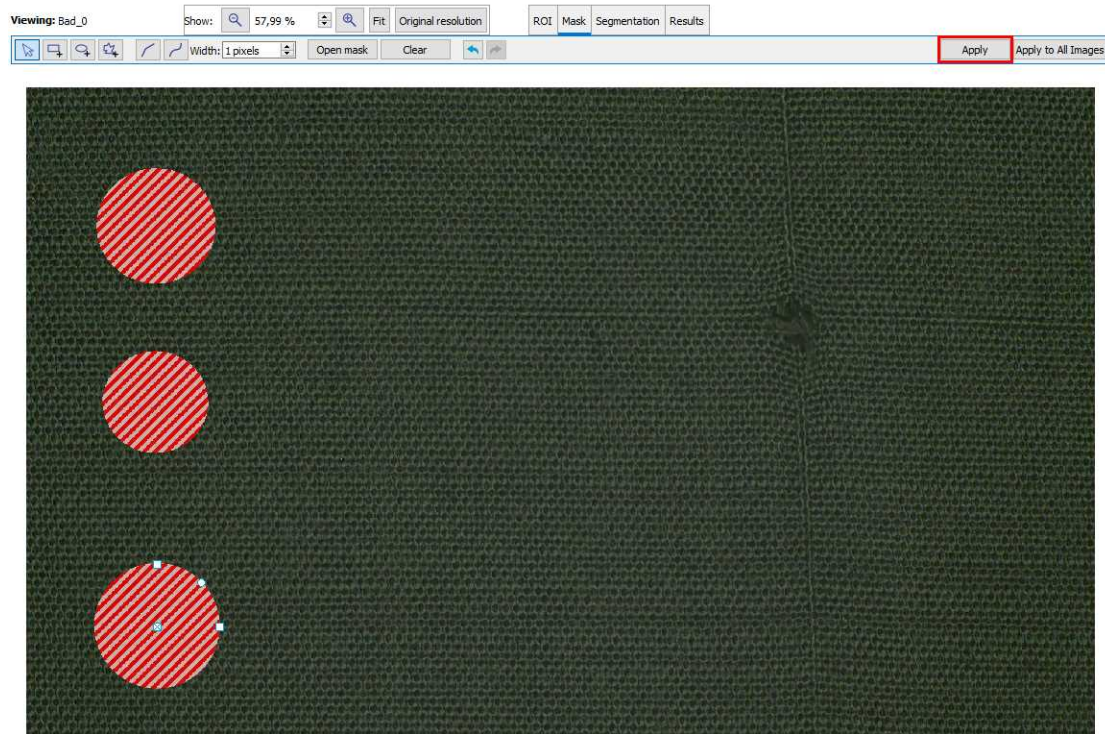 Viewing: Bad_0 Show: 57,99 % Fit Original resolution ROI Mask Segmentation Results
Width: 1 pixels Open mask Clear Apply Apply to All Images